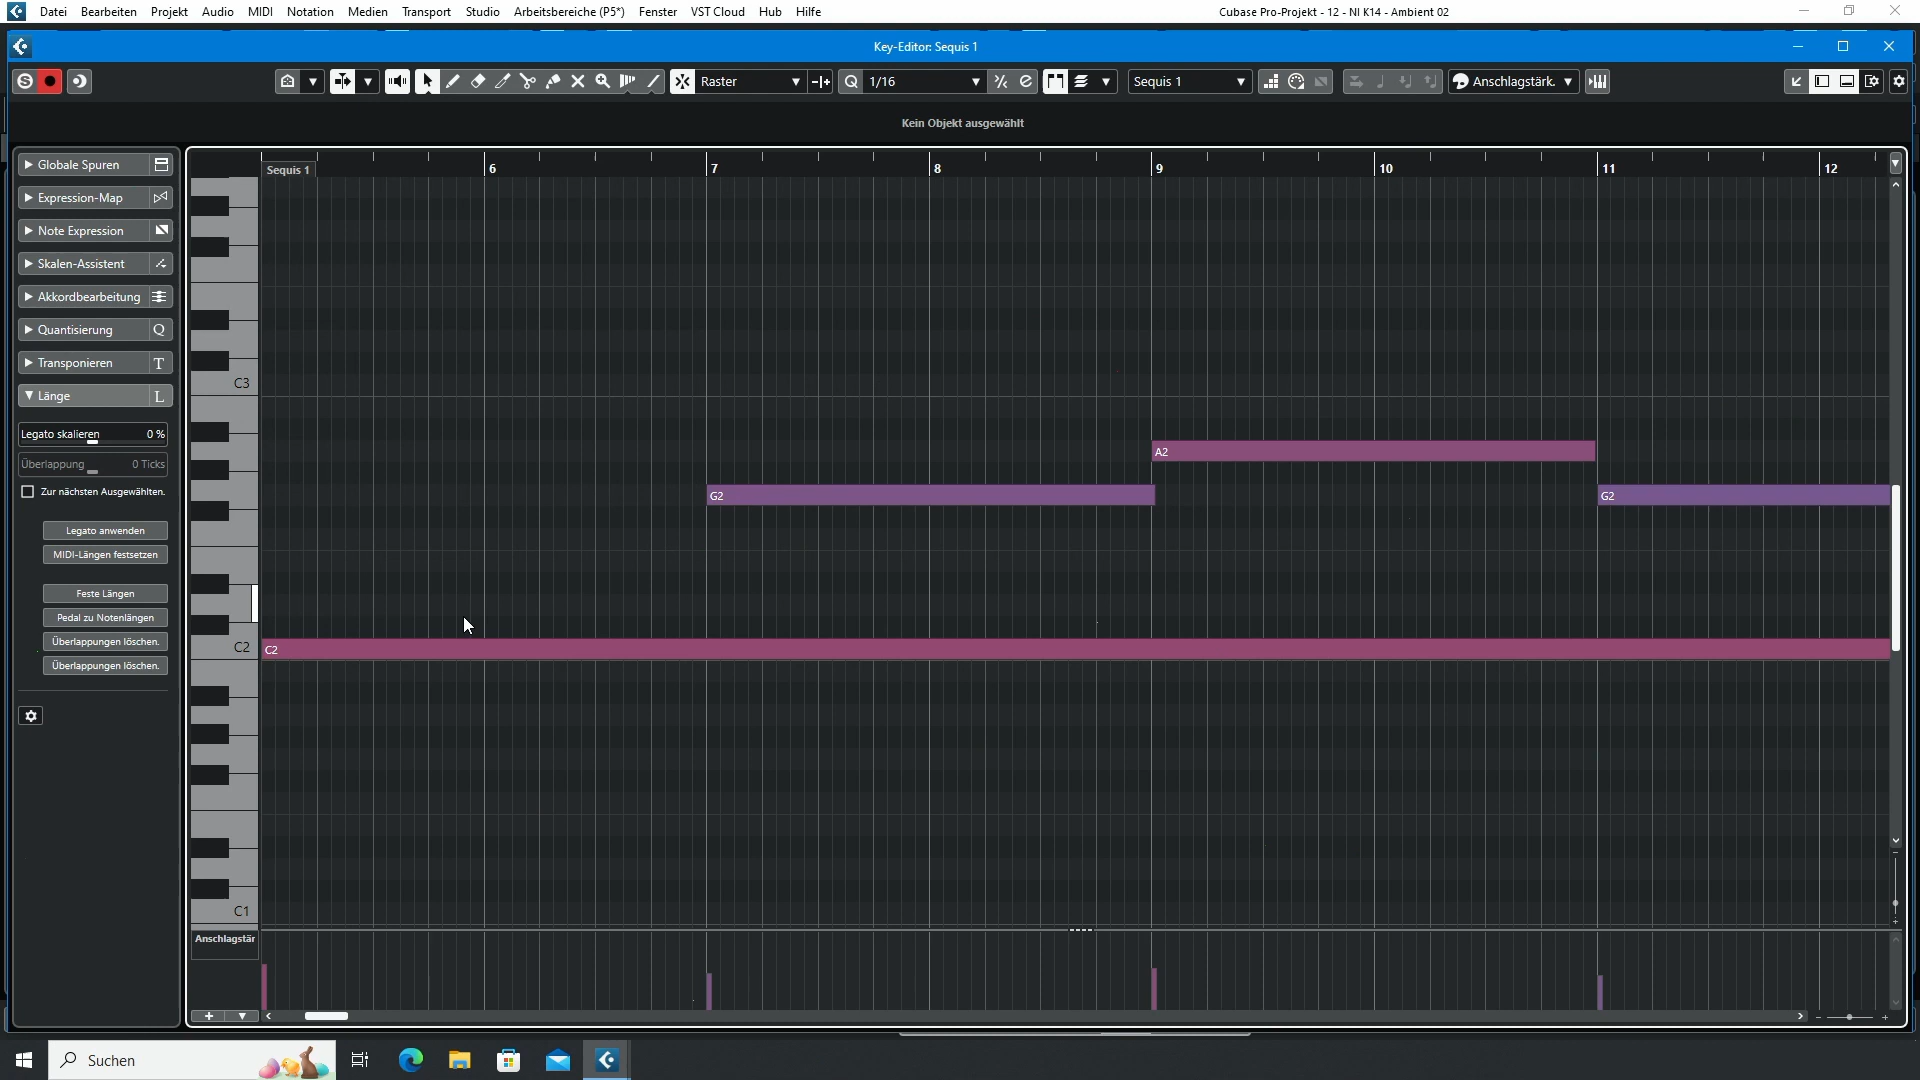 Datei Bearbeiten Projekt Audio MIDI Notation Medien Transport Studio Arbeitsbereiche (P5*) Fenster VST Cloud Hub Hilfe Cubase Pro-Projekt - 12 - NI K14 - Ambient 02
Key-Editor: Sequis 1
S Raster Q 1/16 Sequis 1 Anschlagstärk.
Kein Objekt ausgewählt
Globale Spuren
Sequis 1 6 7 8 9 10 11 12
Expression-Map
Note Expression
Skalen-Assistent
Akkordbearbeitung
Quantisierung Q
Transponieren T
C3
Länge L
Legato skalieren 0 %
A2
Überlappung 0 Ticks
Zur nächsten Ausgewählten.
G2 G2
Legato anwenden
MIDI-Längen festsetzen
Feste Längen
Pedal zu Notenlängen
Überlappungen löschen.
C2 C2
Überlappungen löschen.
C1
Anschlagstär
Suchen